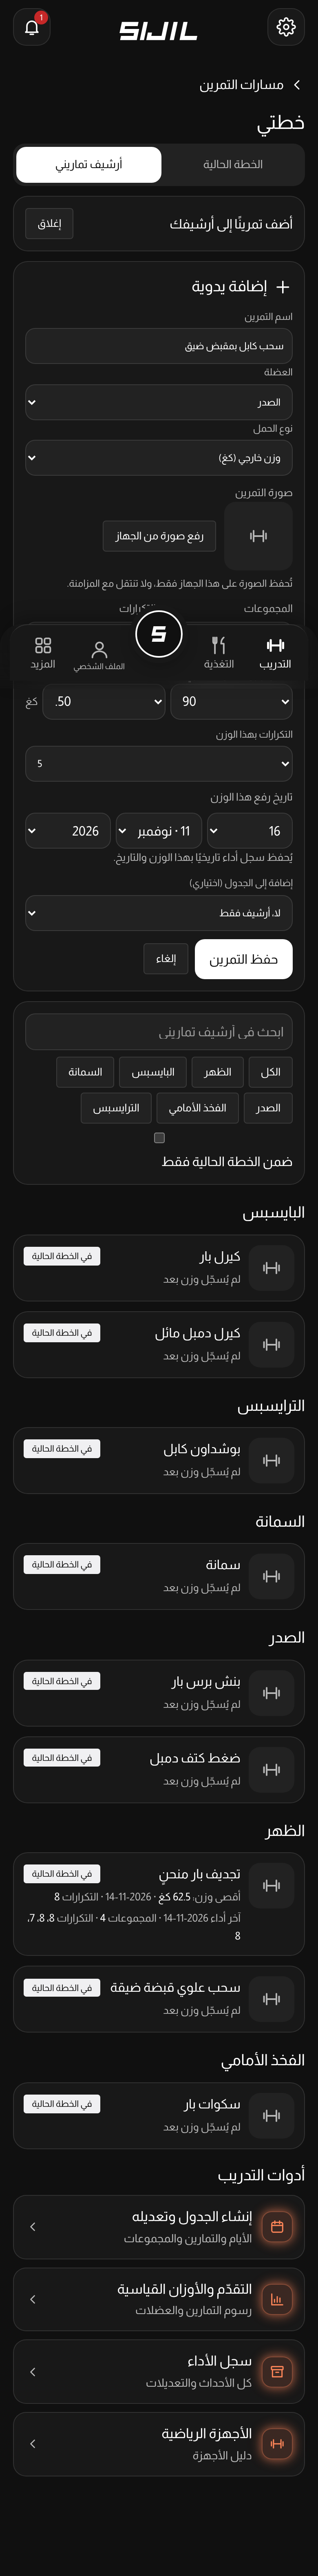 1
SIJIL
مسارات التمرين
خطتي
الخطة الحالية
أرشيف تماريني
أضف تمرينًا إلى أرشيفك
إغلاق
إضافة يدوية
اسم التمرين
سحب كابل بمقبض ضيق
العضلة
الصدر
نوع الحمل
وزن خارجي (كغ)
صورة التمرين
رفع صورة من الجهاز
تُحفظ الصورة على هذا الجهاز فقط، ولا تنتقل مع المزامنة.
المجموعات
التدريب
التغذية
S
الملف الشخصي
المزيد
90
.50
كغ
التكرارات بهذا الوزن
5
تاريخ رفع هذا الوزن
16
11 · نوفمبر
2026
يُحفظ سجل أداء تاريخيًا بهذا الوزن والتاريخ.
إضافة إلى الجدول (اختياري)
لا، أرشيف فقط
حفظ التمرين
إلغاء
ابحث في أرشيف تماريني
الكل
الظهر
البايسبس
السمانة
الصدر
الفخذ الأمامي
الترايسبس
ضمن الخطة الحالية فقط
البايسبس
كيرل بار
في الخطة الحالية
لم يُسجّل وزن بعد
كيرل دمبل مائل
في الخطة الحالية
لم يُسجّل وزن بعد
الترايسبس
بوشداون كابل
في الخطة الحالية
لم يُسجّل وزن بعد
السمانة
سمانة
في الخطة الحالية
لم يُسجّل وزن بعد
الصدر
بنش برس بار
في الخطة الحالية
لم يُسجّل وزن بعد
ضغط كتف دمبل
في الخطة الحالية
لم يُسجّل وزن بعد
الظهر
تجديف بار منحنٍ
في الخطة الحالية
أقصى وزن: 62.5 كغ · 2026-11-14 · التكرارات 8
آخر أداء 2026-11-14 · المجموعات 4 · التكرارات 8، 8، 7،
8
سحب علوي قبضة ضيقة
في الخطة الحالية
لم يُسجّل وزن بعد
الفخذ الأمامي
سكوات بار
في الخطة الحالية
لم يُسجّل وزن بعد
أدوات التدريب
إنشاء الجدول وتعديله
الأيام والتمارين والمجموعات
التقدّم والأوزان القياسية
رسوم التمارين والعضلات
سجل الأداء
كل الأحداث والتعديلات
الأجهزة الرياضية
دليل الأجهزة